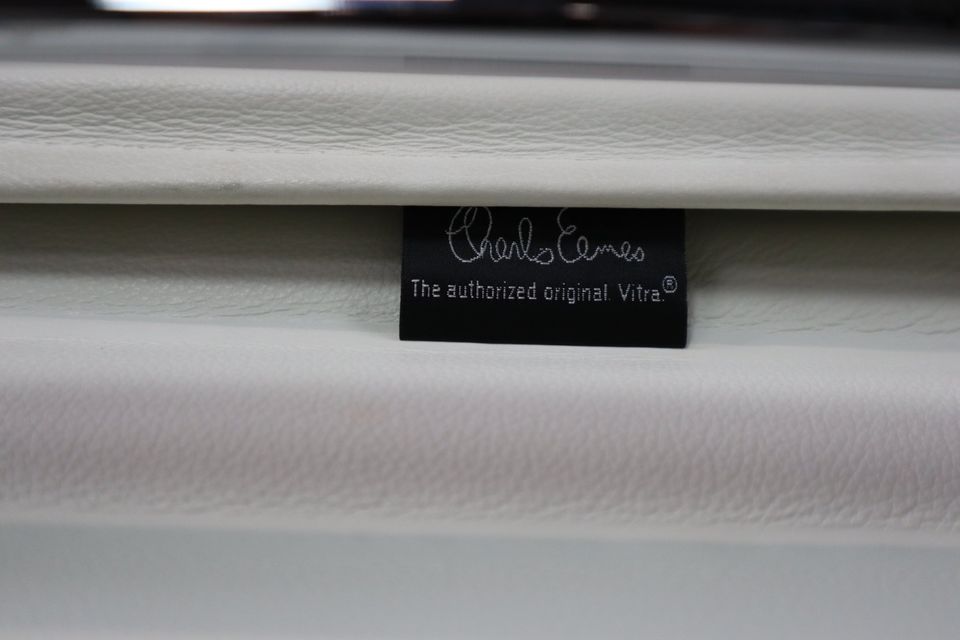 Charles Eames
The authorized original. Vitra.®